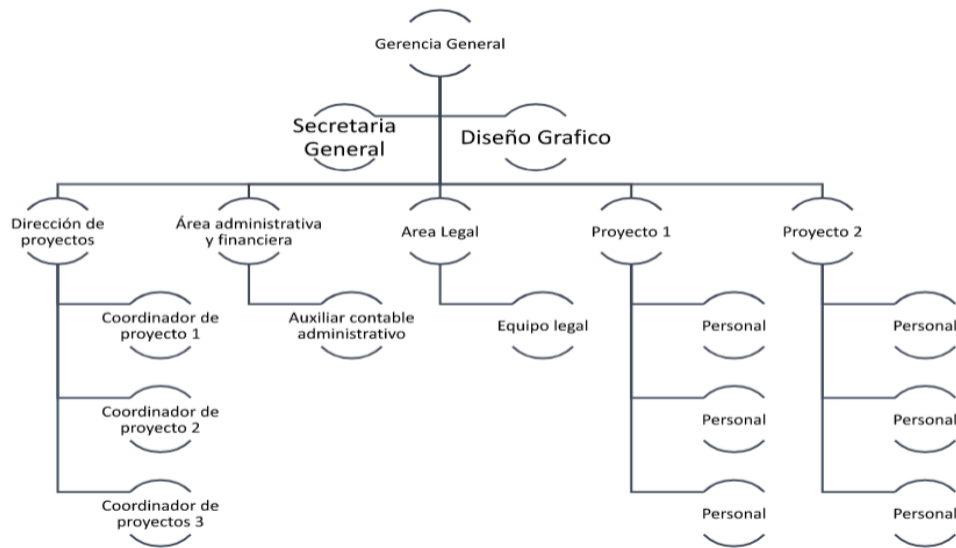 Gerencia General
Secretaria
General
Diseño Grafico
Dirección de
proyectos
Área administrativa
y financiera
Area Legal
Proyecto 1
Proyecto 2
Coordinador de
proyecto 1
Auxiliar contable
administrativo
Equipo legal
Personal
Personal
Coordinador de
proyecto 2
Personal
Personal
Coordinador de
proyectos 3
Personal
Personal